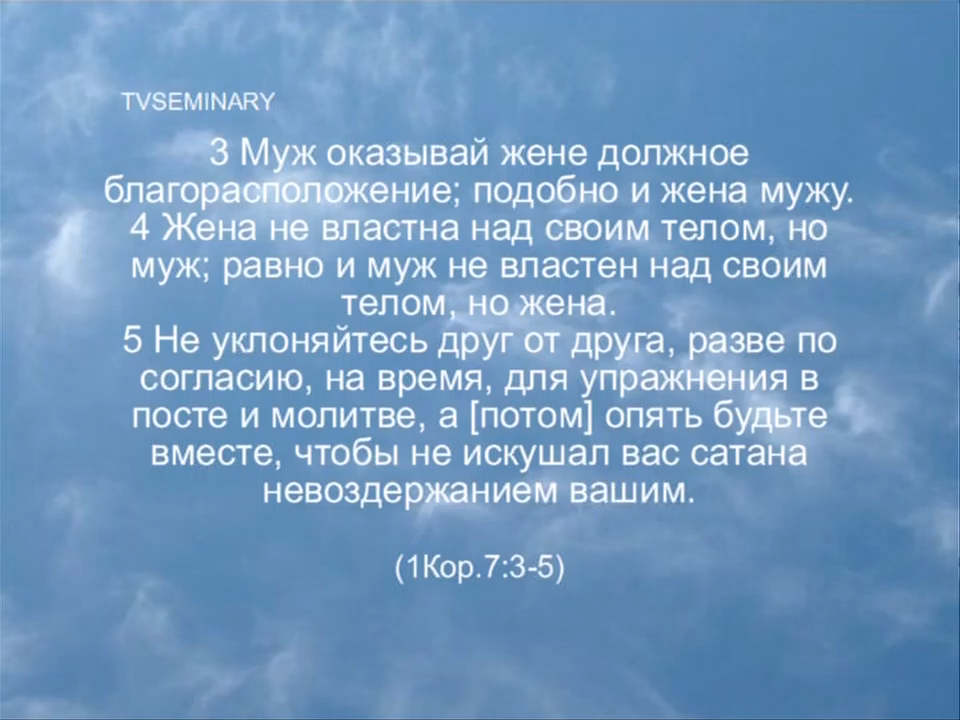 TVSEMINARY
3 Муж оказывай жене должное
благорасположение; подобно и жена мужу.
4 Жена не властна над своим телом, но
муж; равно и муж не властен над своим
телом, но жена.
5 Не уклоняйтесь друг от друга, разве по
согласию, на время, для упражнения в
посте и молитве, а [потом] опять будьте
вместе, чтобы не искушал вас сатана
невоздержанием вашим.
(1Кор.7:3-5)